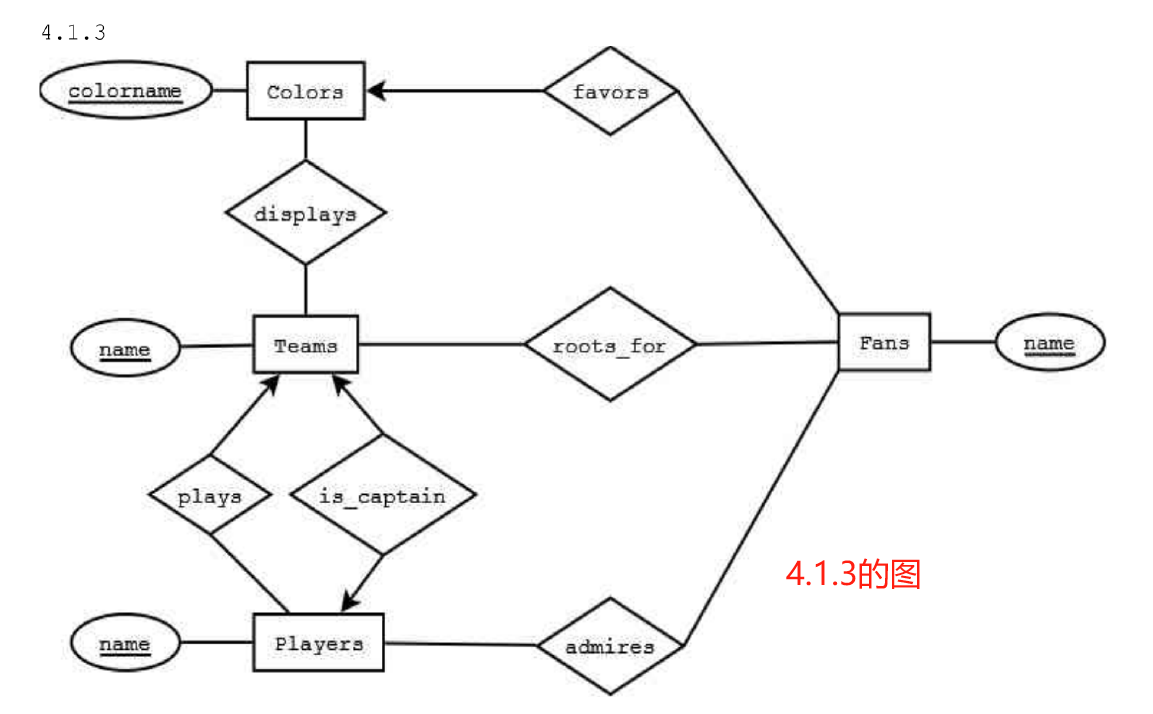 4.1.3
colorname
Colors
favors
displays
name
Teams
roots_for
Fans
name
plays
is_captain
4.1.3的图
name
Players
admires